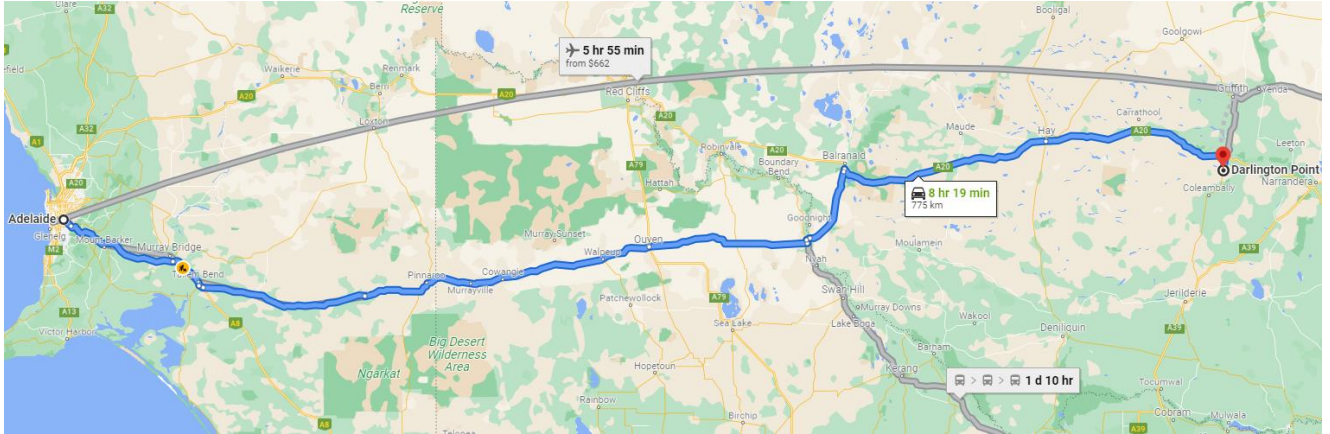 Clare
A32
Reserve
Booligal
Goolgowi
5 hr 55 min
from $662
Waikerie
Renmark
Berri
A20
A20
Red Cliffs
Griffith
Yenda
A32
A1
Loxton
A20
Carrathool
Maude
Hay
A20
Leeton
Robinvale
A20
Balranald
A20
Darlington Point
Narrandera
A79
Boundary
Bend
Hattah
Coleambally
8 hr 19 min
775 km
A20
Adelaide
Glenelg
M2
Mount Barker
Murray Bridge
Goodnight
Murray Sunset
Ouyen
Walpeup
Moulamein
A39
Tailem Bend
Pinnaroo
Cowangie
Murrayville
Nyah
Swan Hill
Murray Downs
Jerilderie
Patchewollock
A79
A13
Victor Harbor
A8
Sea Lake
Lake Boga
Wakool
Deniliquin
A39
Big Desert
Wilderness
Area
Ngarkat
Hopetoun
Barham
Kerang
1 d 10 hr
Tocumwal
Rainbow
Birchip
Cobram
Mulwala
A8
A39